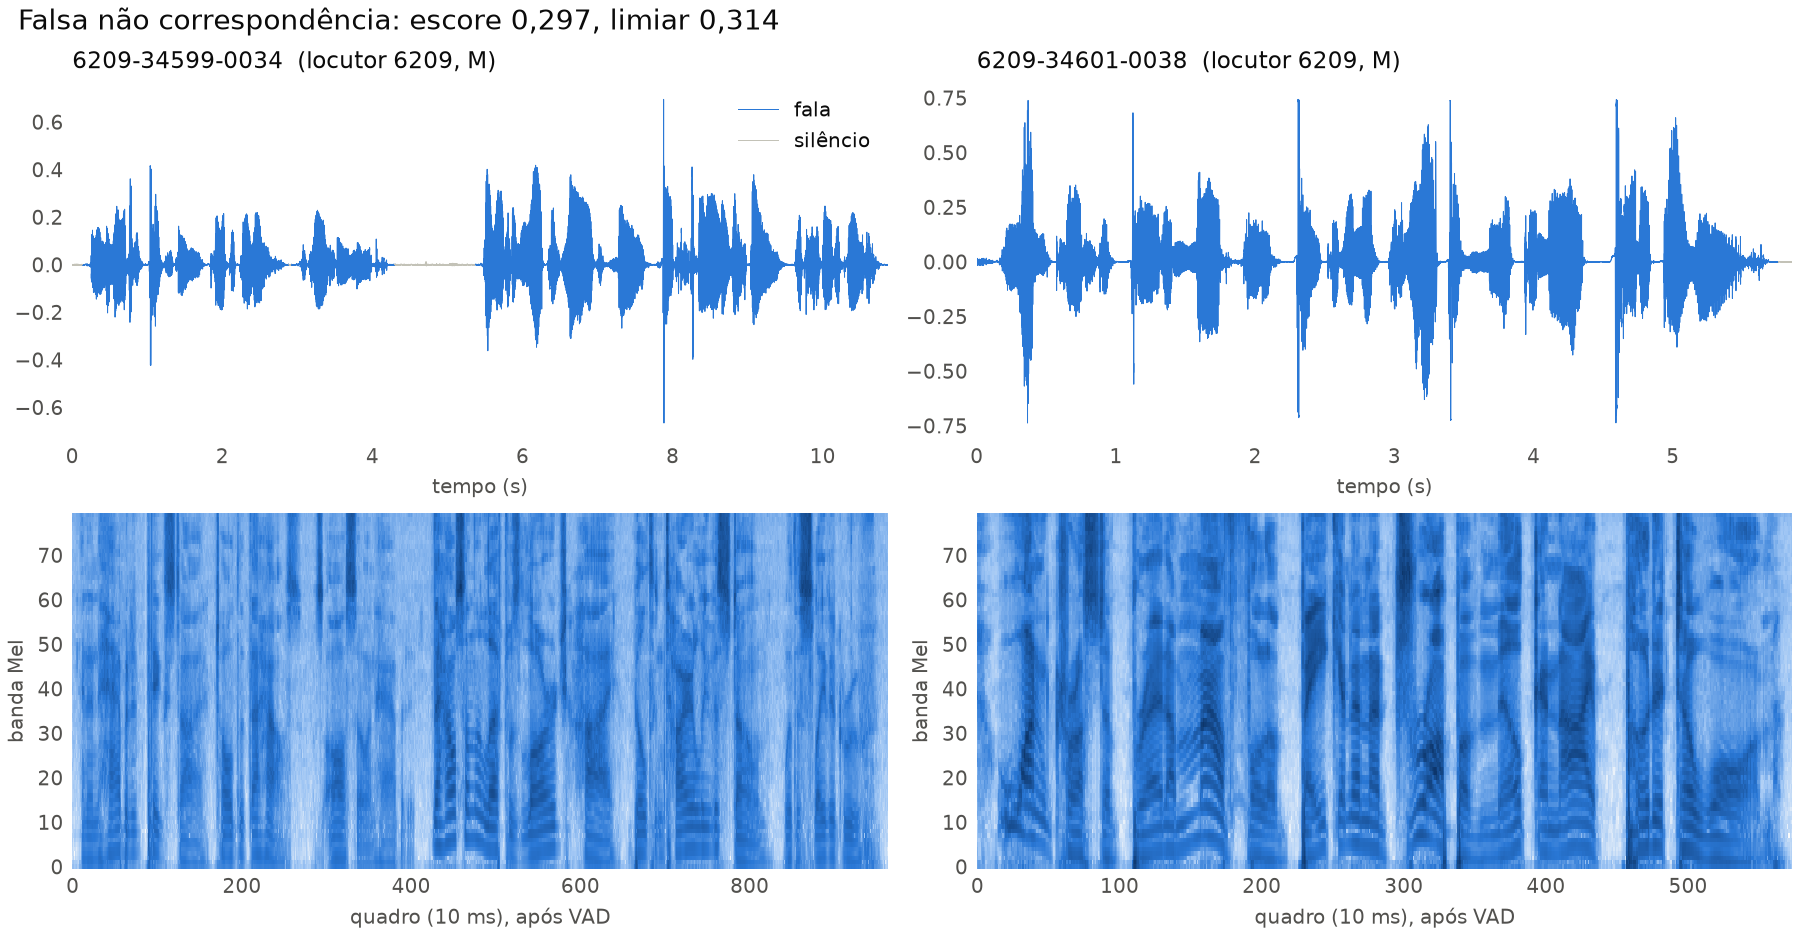 Falsa não correspondência: escore 0,297, limiar 0,314
6209-34599-0034  (locutor 6209, M)
fala
silêncio
0.6
0.4
0.2
0.0
−0.2
−0.4
−0.6
0 2 4 6 8 10
tempo (s)
6209-34601-0038  (locutor 6209, M)
0.75
0.50
0.25
0.00
−0.25
−0.50
−0.75
0 1 2 3 4 5
tempo (s)
banda Mel
70
60
50
40
30
20
10
0
0 200 400 600 800
quadro (10 ms), após VAD
banda Mel
70
60
50
40
30
20
10
0
0 100 200 300 400 500
quadro (10 ms), após VAD